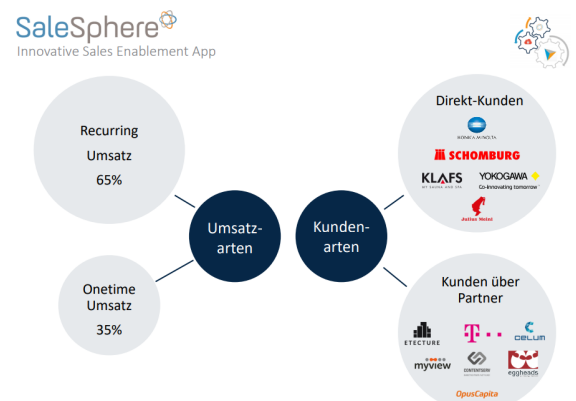 SaleSphere
Innovative Sales Enablement App
Recurring
Umsatz
65%
Onetime
Umsatz
35%
Umsatz-
arten
Kunden-
arten
Direkt-Kunden
KONICA MINOLTA
SCHOMBURG
KLAFS
MY SAUNA AND SPA
YOKOGAWA
Co-innovating tomorrow
Julius Meinl
Kunden über
Partner
ETECTURE
T
CELUM
myview
CONTENTSERV
eggheads
OpusCapita